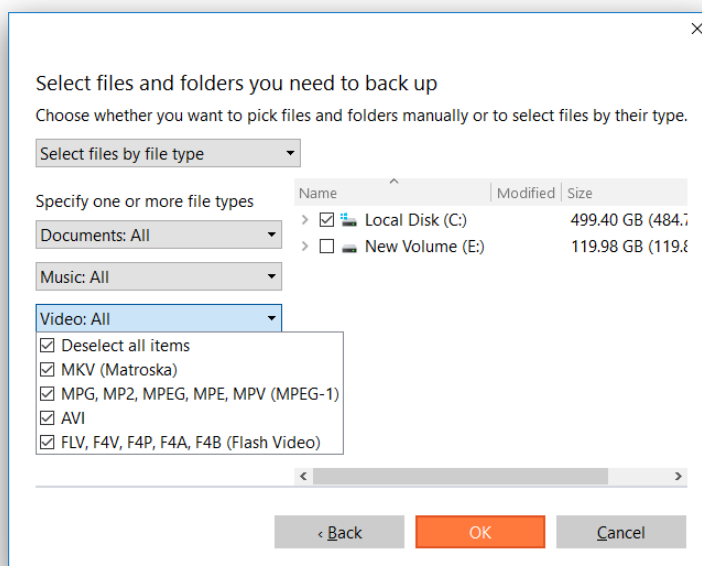 Select files and folders you need to back up
Choose whether you want to pick files and folders manually or to select files by their type.
Select files by file type
Specify one or more file types
Documents: All
Music: All
Video: All
Deselect all items
MKV (Matroska)
MPG, MP2, MPEG, MPE, MPV (MPEG-1)
AVI
FLV, F4V, F4P, F4A, F4B (Flash Video)
Name Modified Size
Local Disk (C:) 499.40 GB (484.7
New Volume (E:) 119.98 GB (119.8
‹ Back OK Cancel